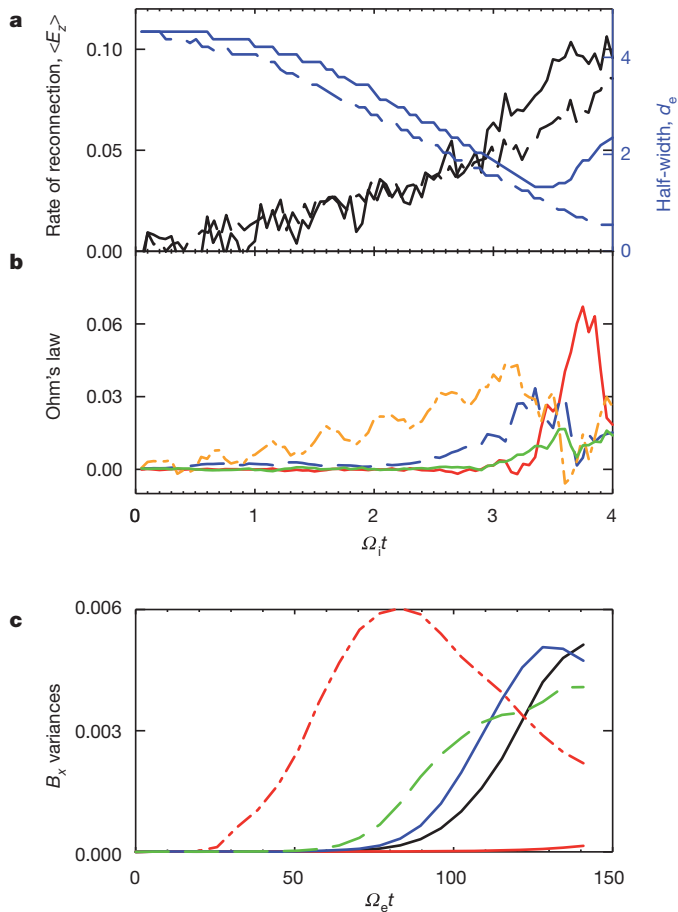 a
Rate of reconnection, <E_z>
0.10
0.05
0.00
4
2
0
Half-width, d_e
b
Ohm's law
0.06
0.03
0.00
0
1
2
3
4
Ω_i t
c
B_x variances
0.006
0.003
0.000
0
50
100
150
Ω_e t